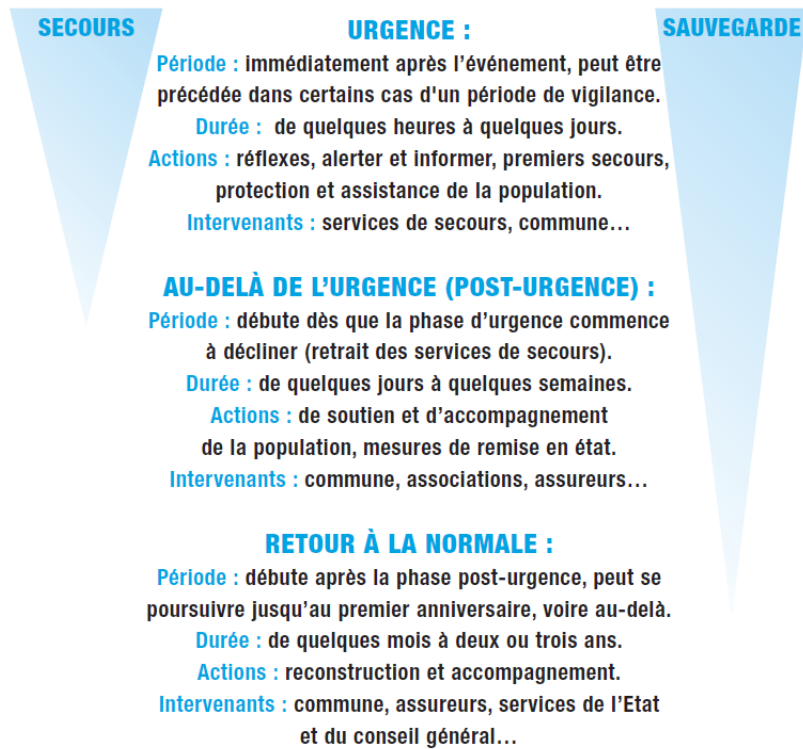 SECOURS
SAUVEGARDE
URGENCE :
Période : immédiatement après l’événement, peut être
précédée dans certains cas d'un période de vigilance.
Durée : de quelques heures à quelques jours.
Actions : réflexes, alerter et informer, premiers secours,
protection et assistance de la population.
Intervenants : services de secours, commune…
AU-DELÀ DE L’URGENCE (POST-URGENCE) :
Période : débute dès que la phase d’urgence commence
à décliner (retrait des services de secours).
Durée : de quelques jours à quelques semaines.
Actions : de soutien et d’accompagnement
de la population, mesures de remise en état.
Intervenants : commune, associations, assureurs…
RETOUR À LA NORMALE :
Période : débute après la phase post-urgence, peut se
poursuivre jusqu’au premier anniversaire, voire au-delà.
Durée : de quelques mois à deux ou trois ans.
Actions : reconstruction et accompagnement.
Intervenants : commune, assureurs, services de l’Etat
et du conseil général…